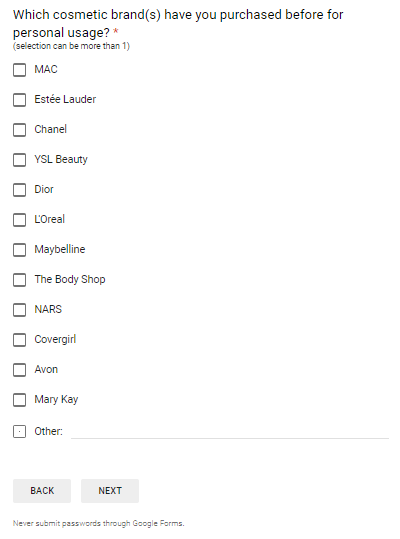 Which cosmetic brand(s) have you purchased before for
personal usage? *
(selection can be more than 1)
MAC
Estée Lauder
Chanel
YSL Beauty
Dior
L'Oreal
Maybelline
The Body Shop
NARS
Covergirl
Avon
Mary Kay
Other:
BACK NEXT
Never submit passwords through Google Forms.